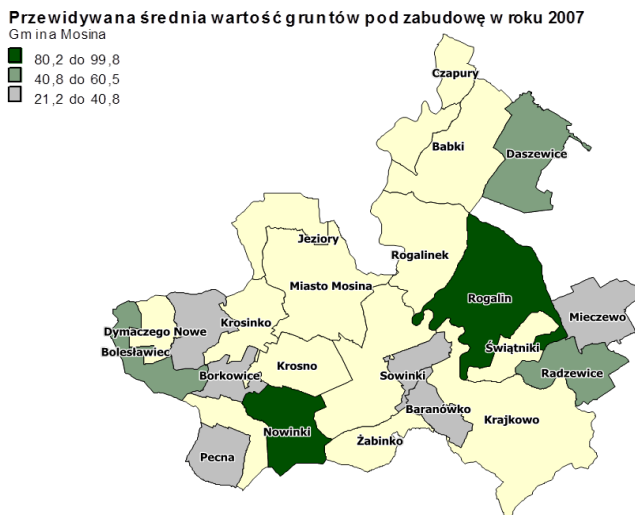 Przewidywana średnia wartość gruntów pod zabudowę w roku 2007
Gmina Mosina
80,2 do 99,8
40,8 do 60,5
21,2 do 40,8
Czapury
Babki
Daszewice
Jeziory
Rogalinek
Miasto Mosina
Rogalin
Mieczewo
Krosinko
Dymaczego Nowe
Świątniki
Bolesławiec
Krosno
Radzewice
Borkowice
Sowinki
Baranówko
Krajkowo
Nowinki
Żabinko
Pecna